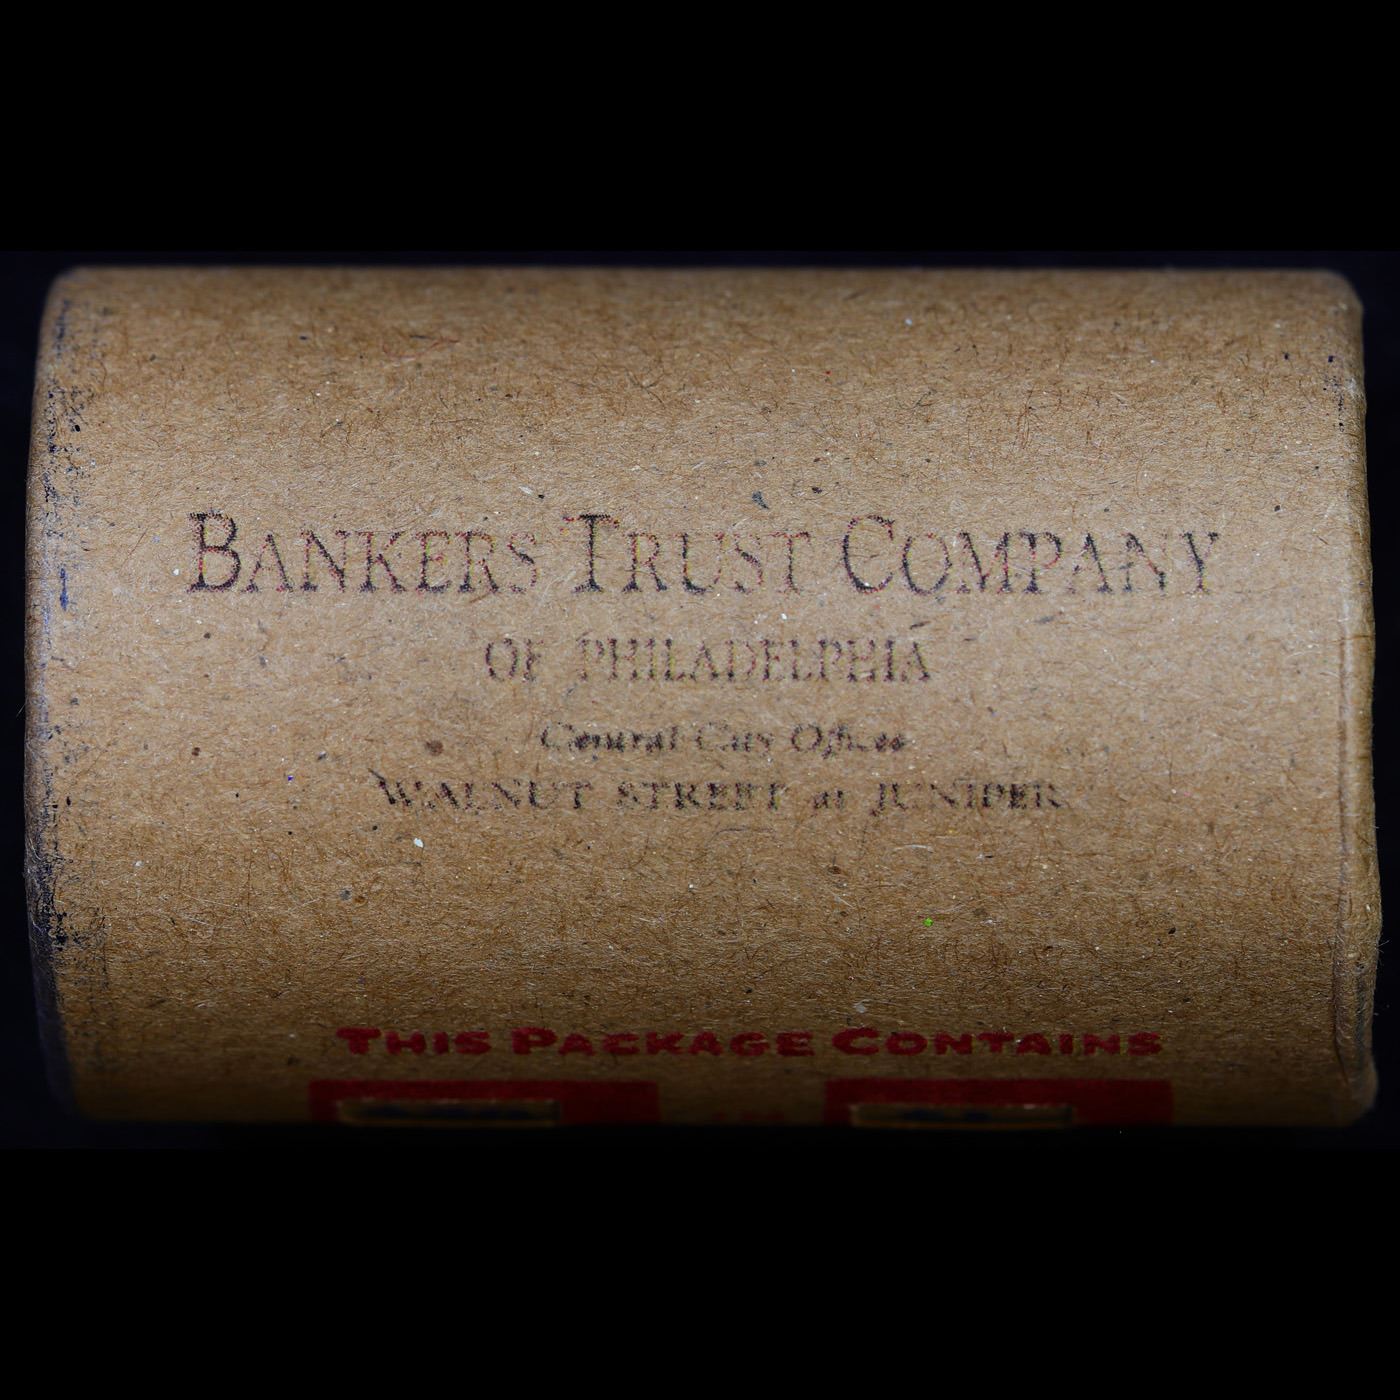 BANKERS TRUST COMPANY
OF PHILADELPHIA
Central City Offices
WALNUT STREET at JUNIPER
THIS PACKAGE CONTAINS